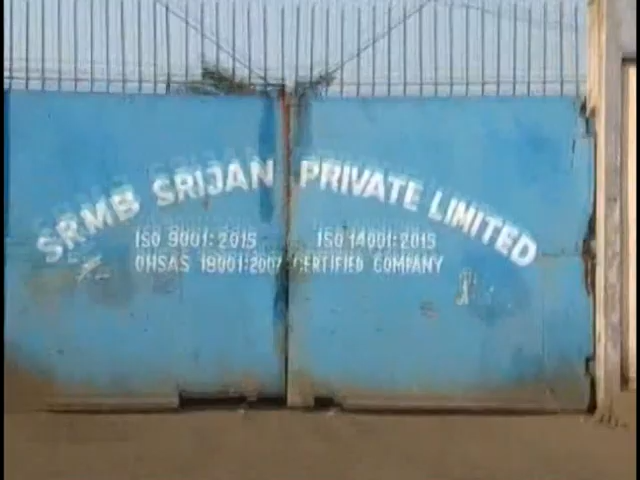 SRMB SRIJAN PRIVATE LIMITED
ISO 9001:2015 ISO 14001:2015
OHSAS 18001:2007 CERTIFIED COMPANY